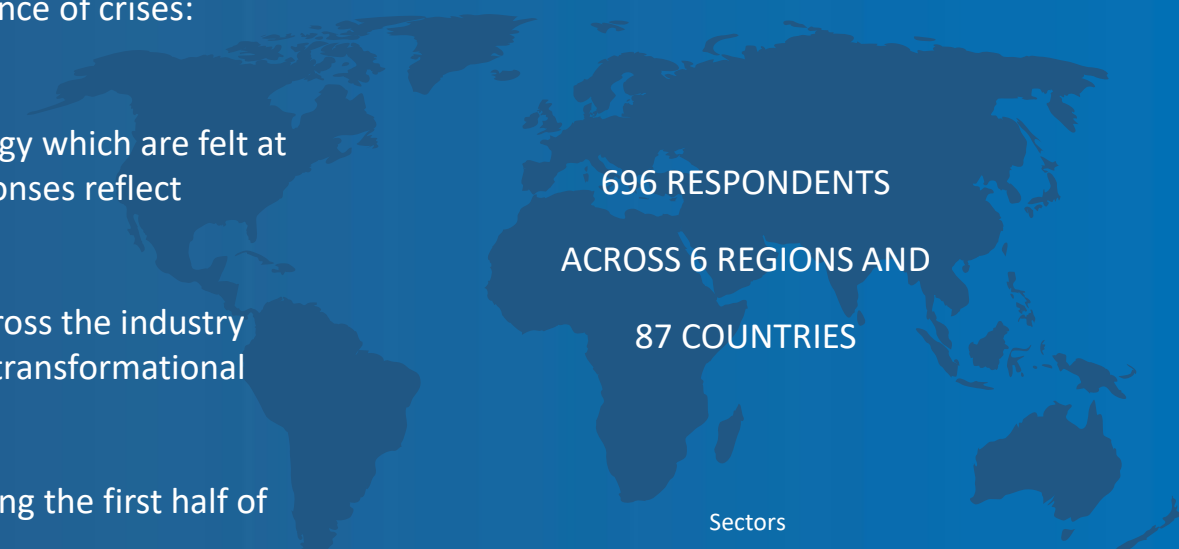 nce of crises:
gy which are felt at
onses reflect
ross the industry
transformational
ng the first half of
696 RESPONDENTS
ACROSS 6 REGIONS AND
87 COUNTRIES
Sectors